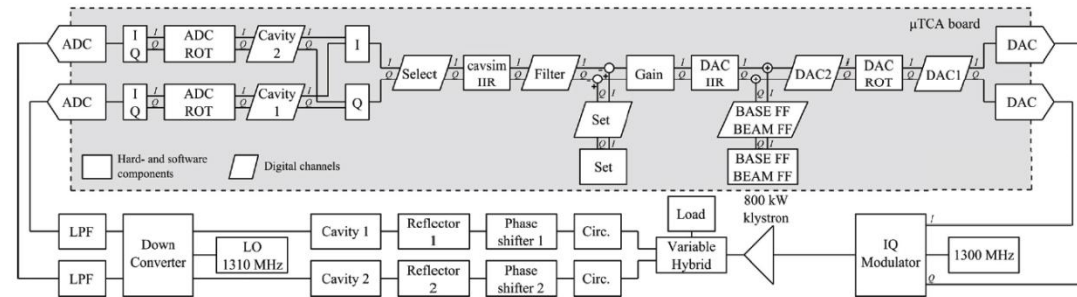 μTCA board
ADC
I
Q
I
Q
ADC
ROT
I
Q
Cavity
2
I
Q
I
DAC
ADC
I
Q
I
Q
ADC
ROT
I
Q
Cavity
1
I
Q
Q
I
Q
Select
I
Q
cavsim
IIR
I
Q
Filter
I
Q
-
+
-
+
Gain
DAC
IIR
I
Q
DAC2
Q
DAC
ROT
I
Q
DAC1
I
Q
DAC
Q
I
Set
Q
I
Set
Q
I
BASE FF
BEAM FF
Q
I
BASE FF
BEAM FF
Hard- and software
components
Digital channels
LPF
LPF
Down
Converter
LO
1310 MHz
Cavity 1
Reflector
1
Phase
shifter 1
Circ.
Cavity 2
Reflector
2
Phase
shifter 2
Circ.
Load
Variable
Hybrid
800 kW
klystron
IQ
Modulator
I
Q
1300 MHz